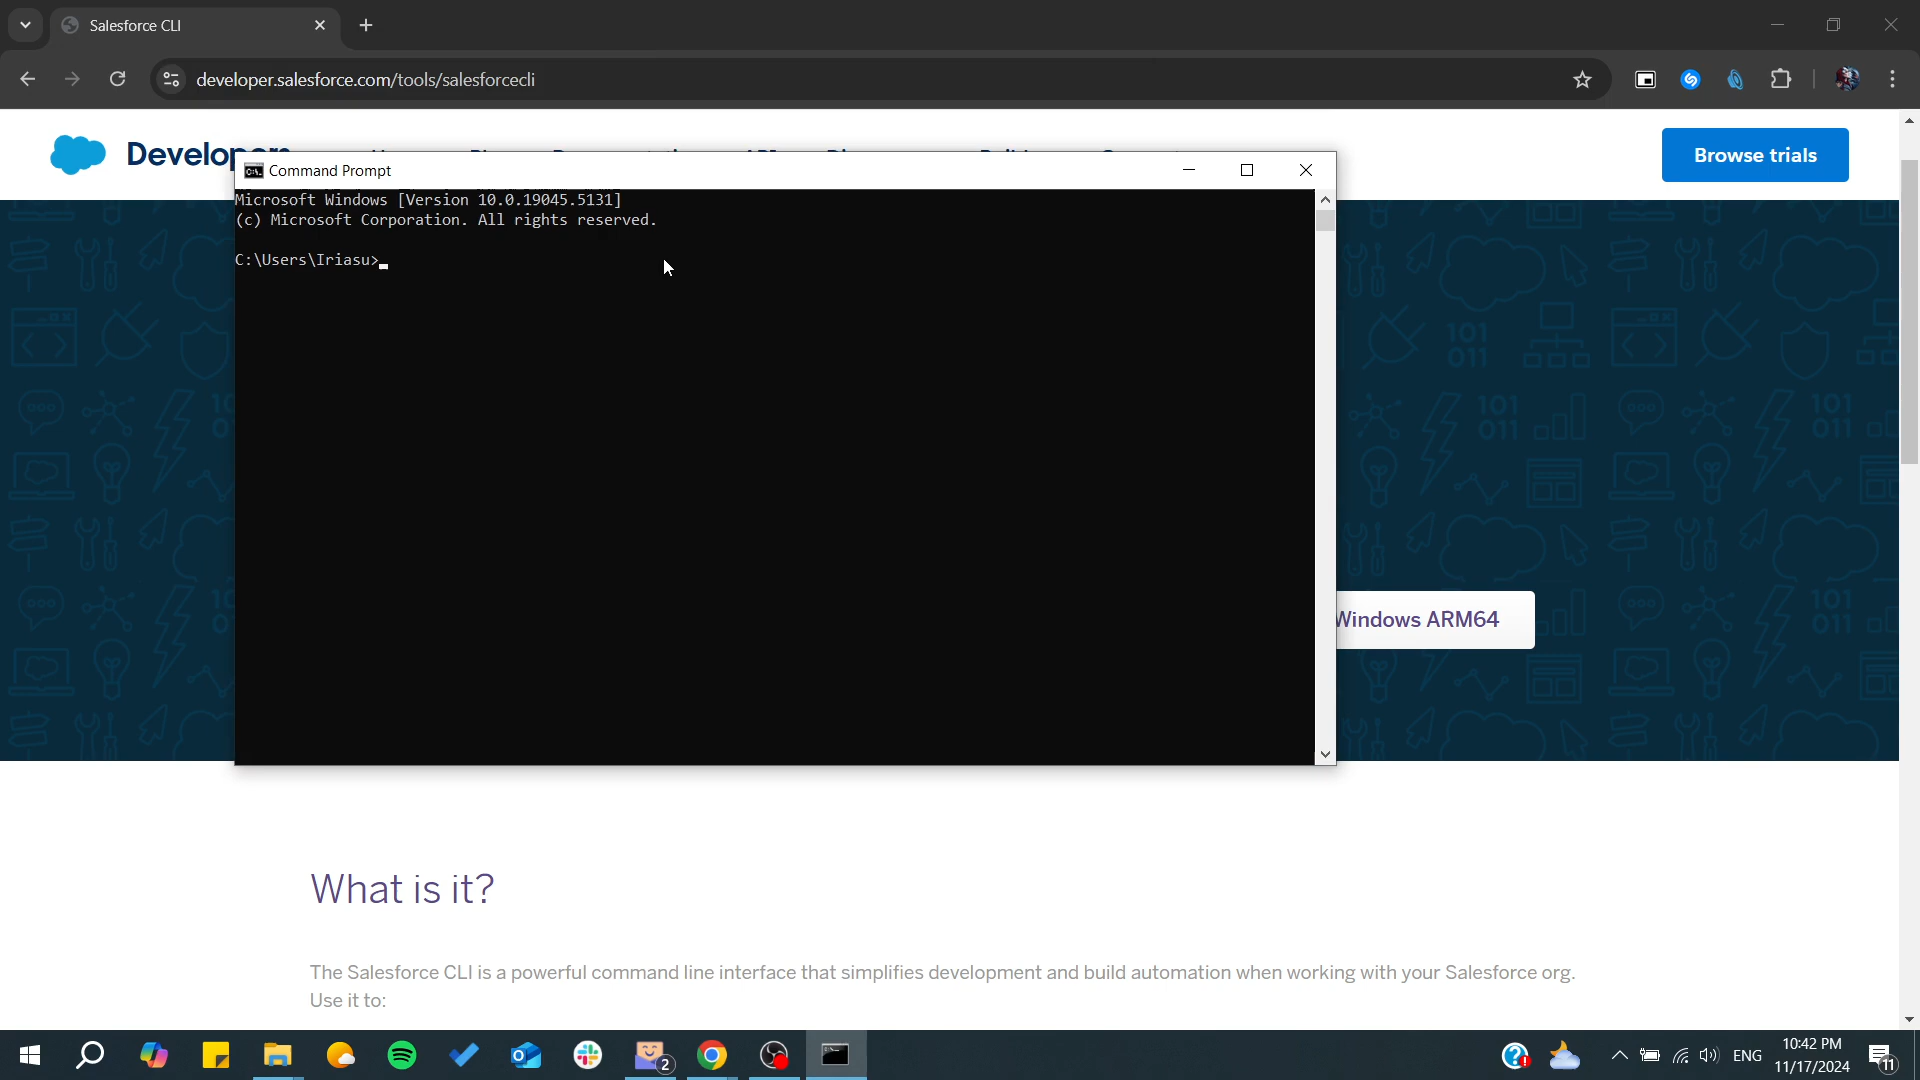 Salesforce CLI
developer.salesforce.com/tools/salesforcecli
Browse trials
Command Prompt
Microsoft Windows [Version 10.0.19045.5131]
(c) Microsoft Corporation. All rights reserved.
C:\Users\Iriasu>
Windows ARM64
What is it?
The Salesforce CLI is a powerful command line interface that simplifies development and build automation when working with your Salesforce org.
Use it to:
2
ENG
10:42 PM
11/17/2024
11